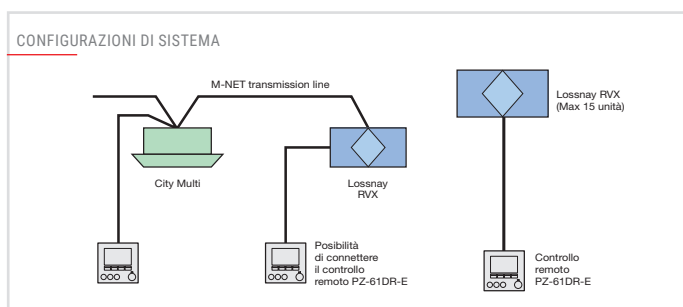 CONFIGURAZIONI DI SISTEMA
M-NET transmission line
Lossnay RVX
(Max 15 unità)
City Multi
Lossnay
RVX
Posibilità
di connettere
il controllo
remoto PZ-61DR-E
Controllo
remoto
PZ-61DR-E